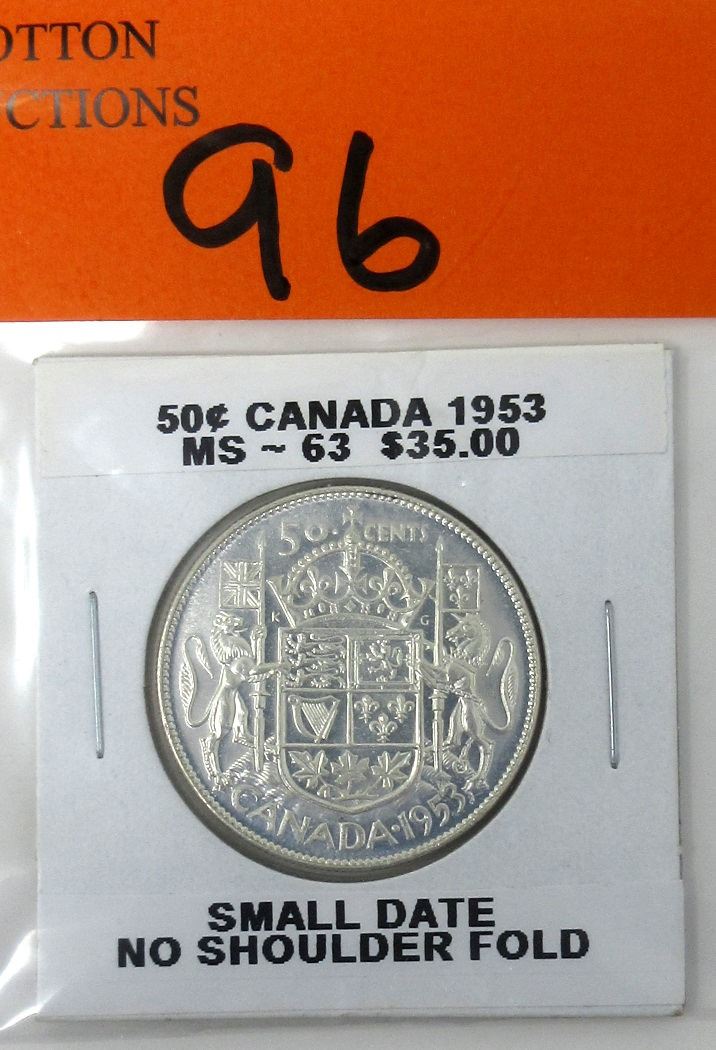 OTTON
CTIONS
96
50¢ CANADA 1953
MS ~ 63 $35.00
50 · CENTS
K G
CANADA · 1953
SMALL DATE
NO SHOULDER FOLD